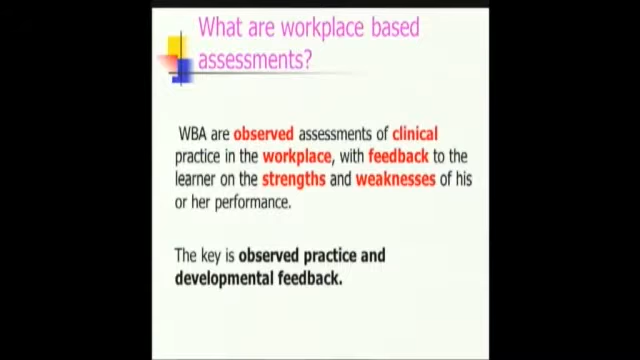 What are workplace based
assessments?
WBA are observed assessments of clinical
practice in the workplace, with feedback to the
learner on the strengths and weaknesses of his
or her performance.
The key is observed practice and
developmental feedback.